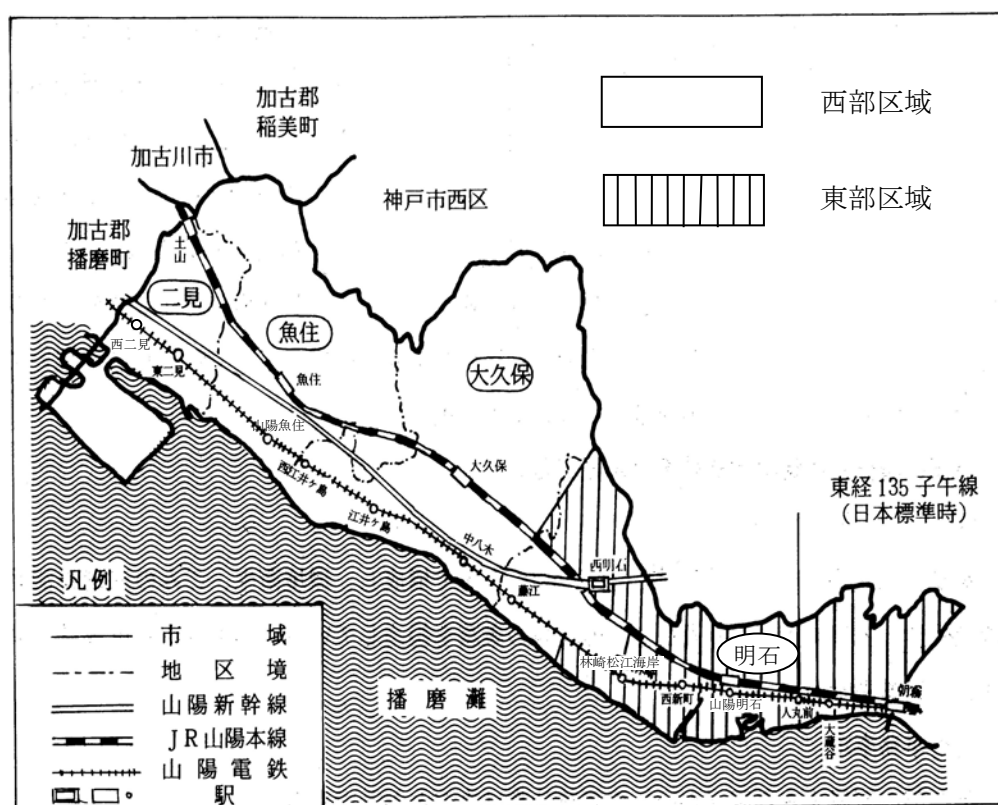 加古郡
稲美町
西部区域
加古川市
神戸市西区
東部区域
加古郡
播磨町
土山
二見
魚住
西二見
大久保
東二見
魚住
山陽魚住
大久保
東経135子午線
(日本標準時)
西江井ヶ島
江井ヶ島
中八木
西明石
凡例
藤江
市域
地区境
林崎松江海岸
明石
山陽新幹線
播磨灘
西新町
山陽明石
人丸前
大蔵谷
朝霧
JR山陽本線
山陽電鉄
駅